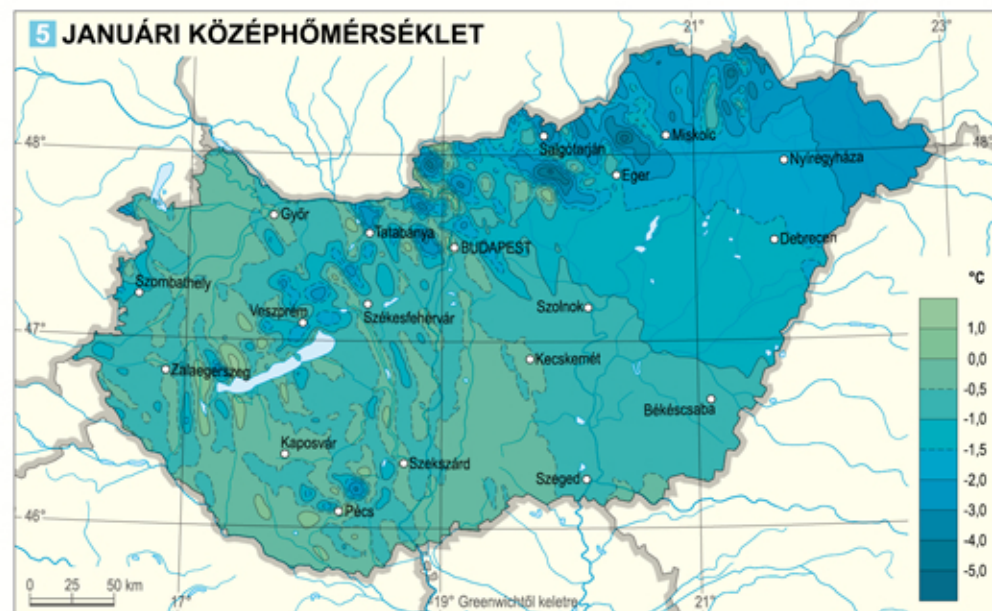 5 JANUÁRI KÖZÉPHŐMÉRSÉKLET
21°
23°
48°
48°
Miskolc
Salgótarján
Nyíregyháza
Eger
Győr
Tatabánya
BUDAPEST
Debrecen
°C
Szombathely
Veszprém
Székesfehérvár
Szolnok
1,0
47°
47°
Kecskemét
0,0
Zalaegerszeg
-0,5
Békéscsaba
-1,0
Kaposvár
Szekszárd
-1,5
Szeged
-2,0
Pécs
46°
46°
-3,0
-4,0
-5,0
0 25 50 km
17°
19° Greenwichtől keletre
21°